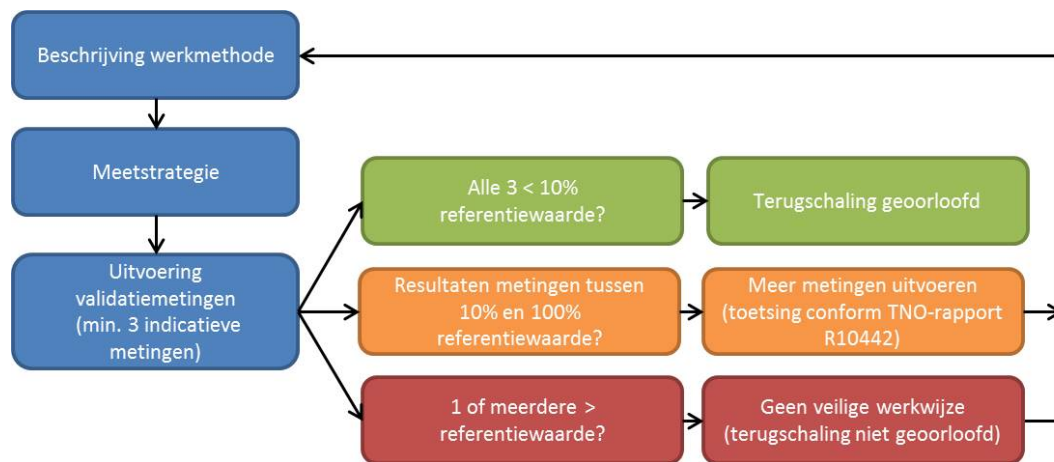 Beschrijving werkmethode
Meetstrategie
Uitvoering
validatiemetingen
(min. 3 indicatieve
metingen)
Alle 3 < 10%
referentiewaarde?
Terugschaling geoorloofd
Resultaten metingen tussen
10% en 100%
referentiewaarde?
Meer metingen uitvoeren
(toetsing conform TNO-rapport
R10442)
1 of meerdere >
referentiewaarde?
Geen veilige werkwijze
(terugschaling niet geoorloofd)